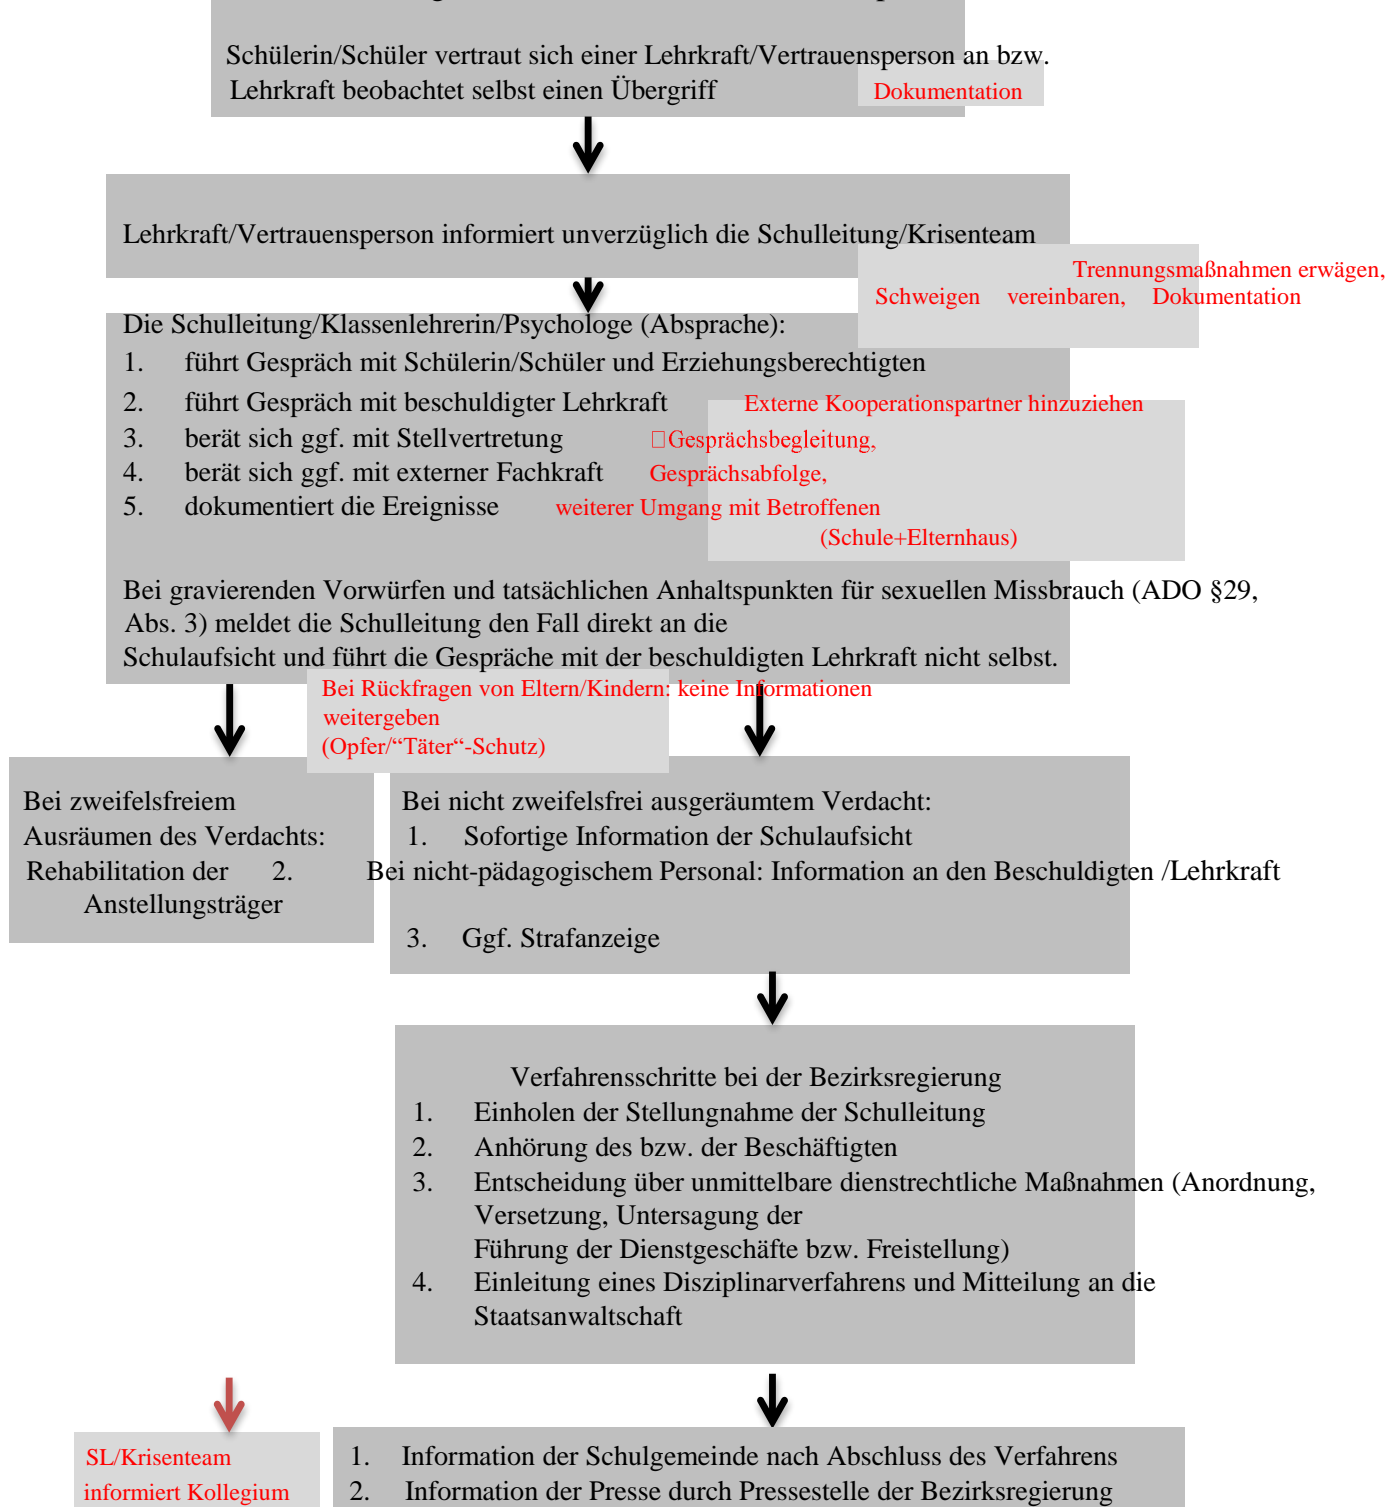 Schülerin/Schüler vertraut sich einer Lehrkraft/Vertrauensperson an bzw.
Lehrkraft beobachtet selbst einen Übergriff
Dokumentation
Lehrkraft/Vertrauensperson informiert unverzüglich die Schulleitung/Krisenteam
Trennungsmaßnahmen erwägen,
Schweigen vereinbaren, Dokumentation
Die Schulleitung/Klassenlehrerin/Psychologe (Absprache):
1. führt Gespräch mit Schülerin/Schüler und Erziehungsberechtigten
2. führt Gespräch mit beschuldigter Lehrkraft Externe Kooperationspartner hinzuziehen
3. berät sich ggf. mit Stellvertretung □Gesprächsbegleitung,
4. berät sich ggf. mit externer Fachkraft Gesprächsabfolge,
5. dokumentiert die Ereignisse weiterer Umgang mit Betroffenen
(Schule+Elternhaus)
Bei gravierenden Vorwürfen und tatsächlichen Anhaltspunkten für sexuellen Missbrauch (ADO §29,
Abs. 3) meldet die Schulleitung den Fall direkt an die
Schulaufsicht und führt die Gespräche mit der beschuldigten Lehrkraft nicht selbst.
Bei Rückfragen von Eltern/Kindern: keine Informationen
weitergeben
(Opfer/“Täter“-Schutz)
Bei zweifelsfreiem
Ausräumen des Verdachts:
Bei nicht zweifelsfrei ausgeräumtem Verdacht:
1. Sofortige Information der Schulaufsicht
Rehabilitation der 2. Bei nicht-pädagogischem Personal: Information an den Beschuldigten /Lehrkraft
Anstellungsträger
3. Ggf. Strafanzeige
Verfahrensschritte bei der Bezirksregierung
1. Einholen der Stellungnahme der Schulleitung
2. Anhörung des bzw. der Beschäftigten
3. Entscheidung über unmittelbare dienstrechtliche Maßnahmen (Anordnung,
Versetzung, Untersagung der
Führung der Dienstgeschäfte bzw. Freistellung)
4. Einleitung eines Disziplinarverfahrens und Mitteilung an die
Staatsanwaltschaft
SL/Krisenteam
informiert Kollegium
1. Information der Schulgemeinde nach Abschluss des Verfahrens
2. Information der Presse durch Pressestelle der Bezirksregierung